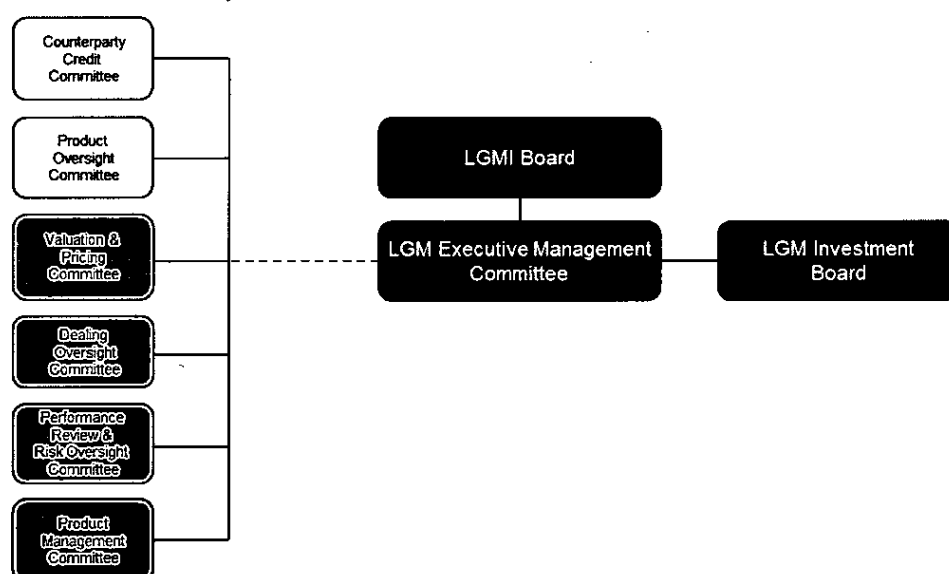 Counterparty
Credit
Committee
Product
Oversight
Committee
Valuation &
Pricing
Committee
Dealing
Oversight
Committee
Performance
Review &
Risk Oversight
Committee
Product
Management
Committee
LGMI Board
LGM Executive Management
Committee
LGM Investment
Board